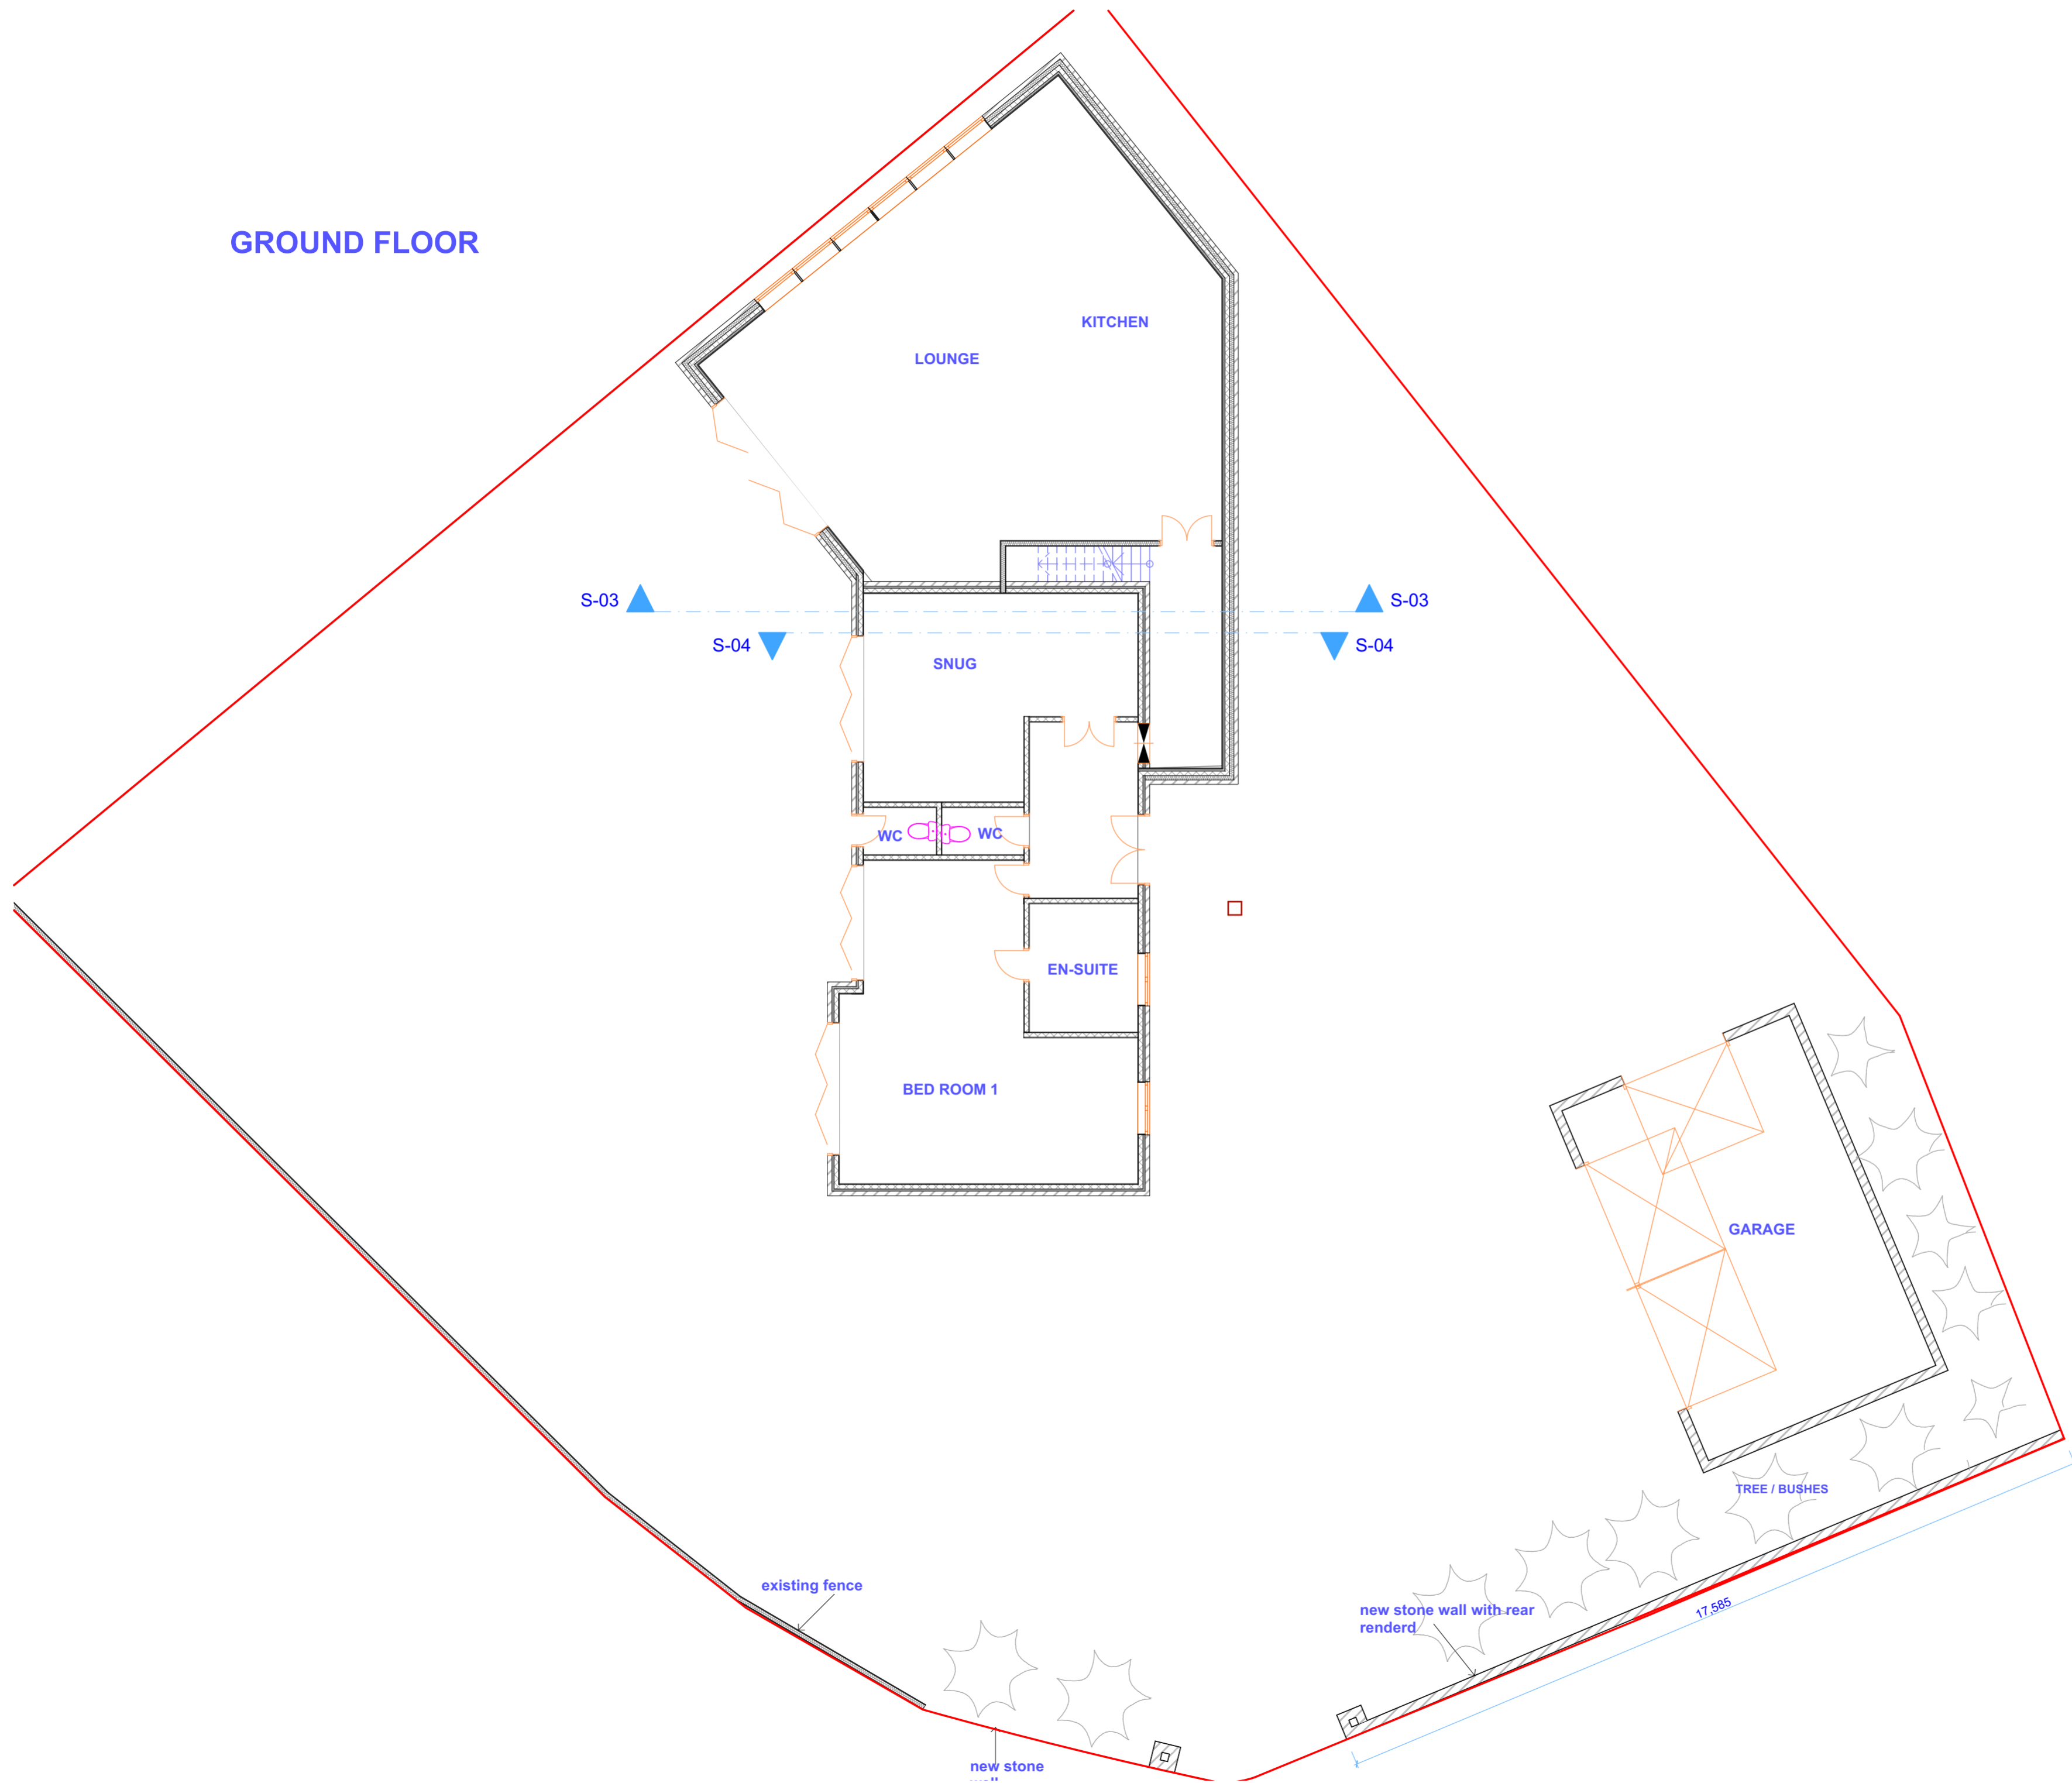 GROUND FLOOR
KITCHEN
LOUNGE
S-03
S-03
S-04
S-04
SNUG
WC
WC
EN-SUITE
BED ROOM 1
GARAGE
TREE / BUSHES
existing fence
new stone wall with rear
renderd
17,585
new stone